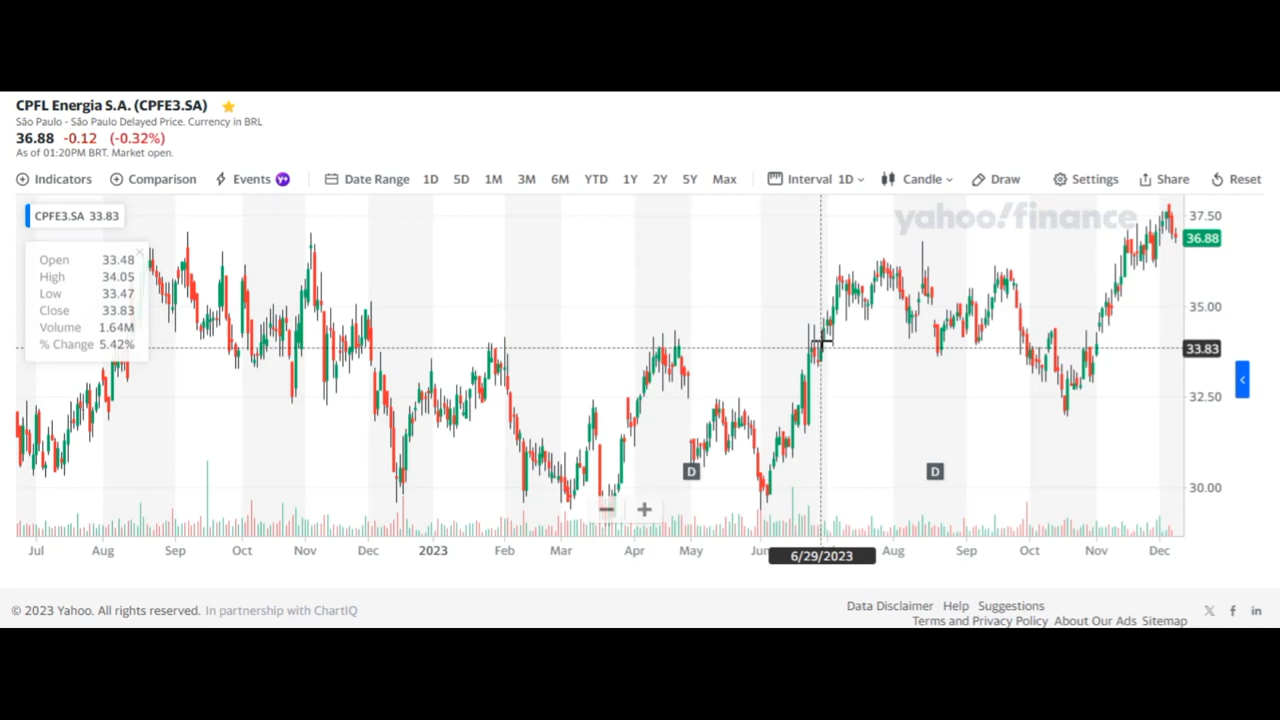 CPFL Energia S.A. (CPFE3.SA)
São Paulo - São Paulo Delayed Price. Currency in BRL
36.88 -0.12 (-0.32%)
As of 01:20PM BRT. Market open.
Indicators Comparison Events Y+ Date Range 1D 5D 1M 3M 6M YTD 1Y 2Y 5Y Max Interval 1D Candle Draw Settings Share Reset
yahoo!finance
CPFE3.SA 33.83
Open 33.48
High 34.05
Low 33.47
Close 33.83
Volume 1.64M
% Change 5.42%
37.50
36.88
35.00
33.83
32.50
30.00
D D
Jul Aug Sep Oct Nov Dec 2023 Feb Mar Apr May Jun 6/29/2023 Aug Sep Oct Nov Dec
© 2023 Yahoo. All rights reserved. In partnership with ChartIQ
Data Disclaimer Help Suggestions
Terms and Privacy Policy About Our Ads Sitemap